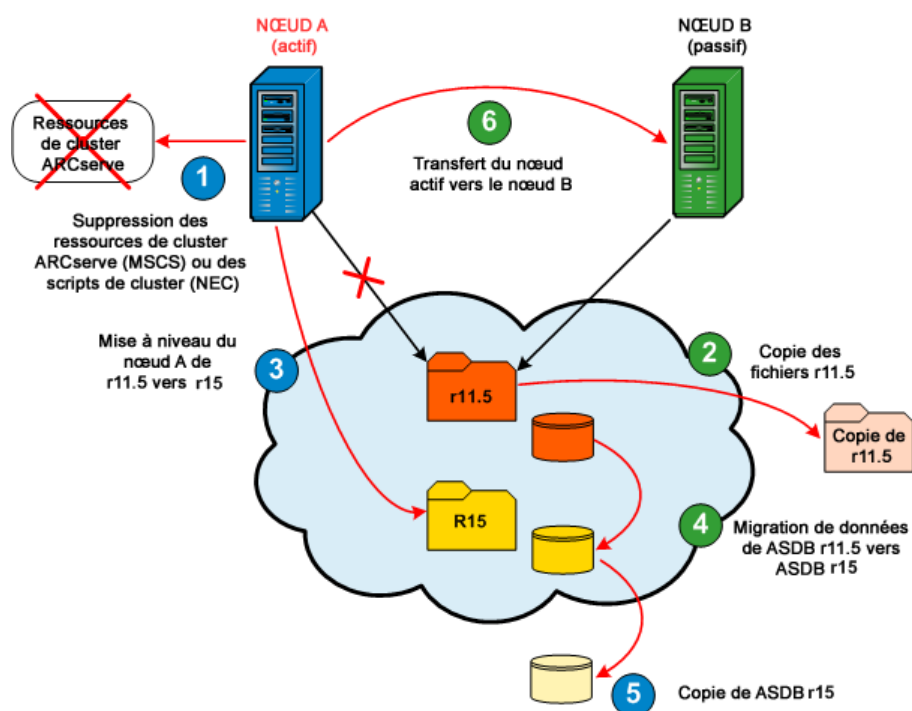 NŒUD A
(actif)
NŒUD B
(passif)
Ressources
de cluster
ARCserve
1
Suppression des
ressources de cluster
ARCserve (MSCS) ou des
scripts de cluster (NEC)
6
Transfert du nœud
actif vers le nœud B
Mise à niveau du
nœud A de
r11.5 vers r15
3
2
Copie des
fichiers r11.5
r11.5
Copie de
r11.5
R15
4
Migration de données
de ASDB r11.5 vers
ASDB r15
5
Copie de ASDB r15